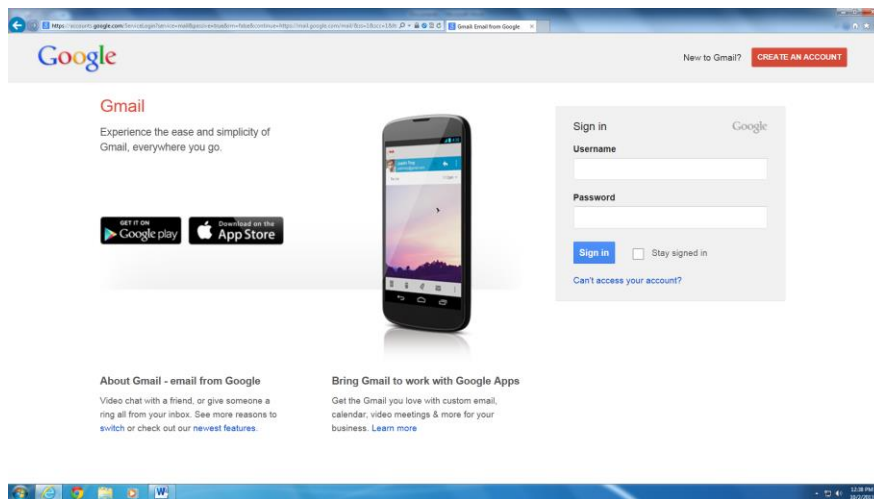 Gmail: Email from Google
Google
New to Gmail?
CREATE AN ACCOUNT
Gmail
Experience the ease and simplicity of
Gmail, everywhere you go.
GET IT ON
Google play
Download on the
App Store
Sign in
Google
Username
Password
Sign in
Stay signed in
Can't access your account?
About Gmail - email from Google
Video chat with a friend, or give someone a
ring all from your inbox. See more reasons to
switch or check out our newest features.
Bring Gmail to work with Google Apps
Get the Gmail you love with custom email,
calendar, video meetings & more for your
business. Learn more
12:38 PM